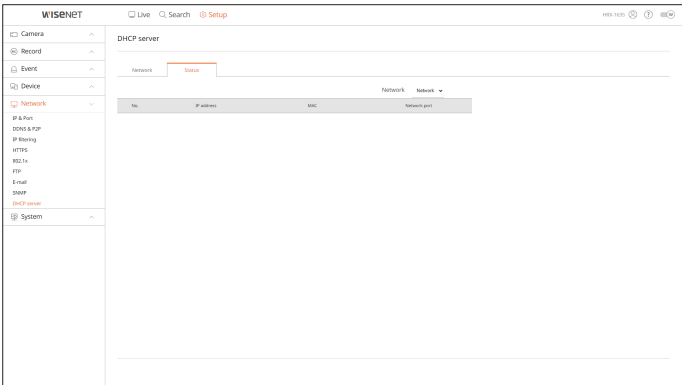 WISENET
Live Search Setup
HRX-1635 ? W
Camera
Record
Event
Device
Network
IP & Port
DDNS & P2P
IP filtering
HTTPS
802.1x
FTP
E-mail
SNMP
DHCP server
System
DHCP server
Network Status
Network Network
No. IP address MAC Network port